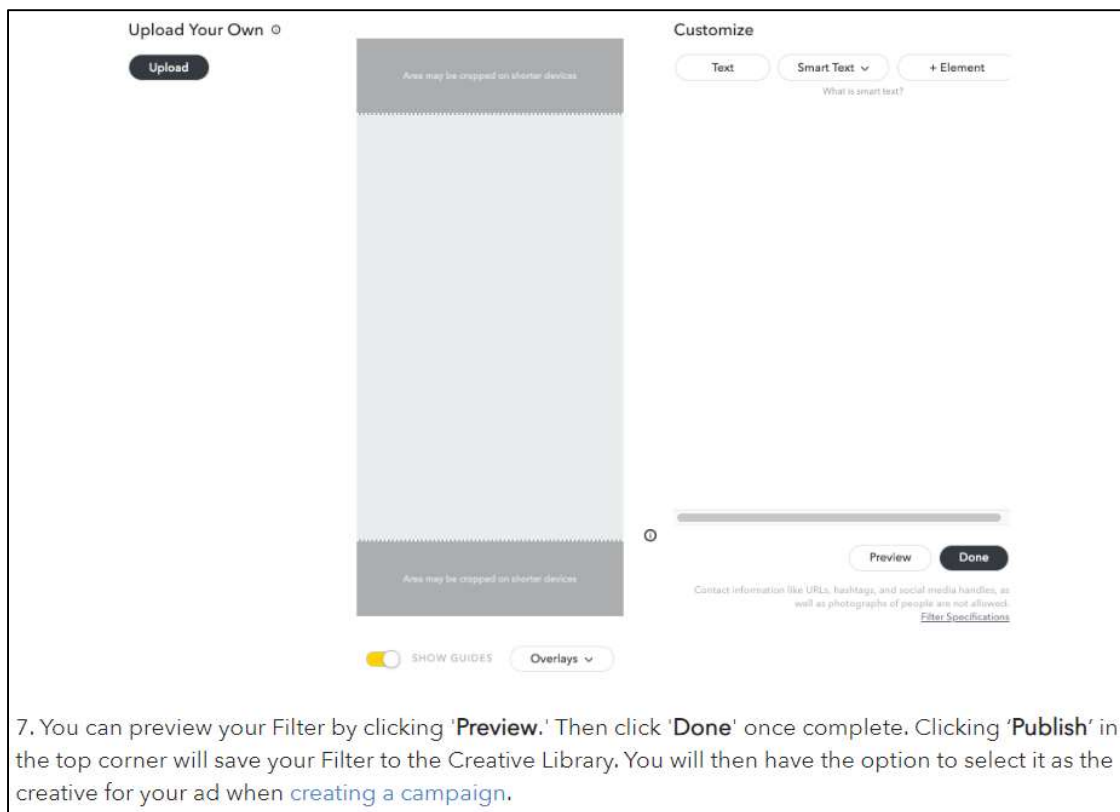 Upload Your Own
Upload
Area may be cropped on shorter devices
Area may be cropped on shorter devices
SHOW GUIDES
Overlays
Customize
Text
Smart Text
+ Element
What is smart text?
Preview
Done
Contact information like URLs, hashtags, and social media handles, as
well as photographs of people are not allowed.
Filter Specifications
7. You can preview your Filter by clicking 'Preview.' Then click 'Done' once complete. Clicking ‘Publish’ in
the top corner will save your Filter to the Creative Library. You will then have the option to select it as the
creative for your ad when creating a campaign.